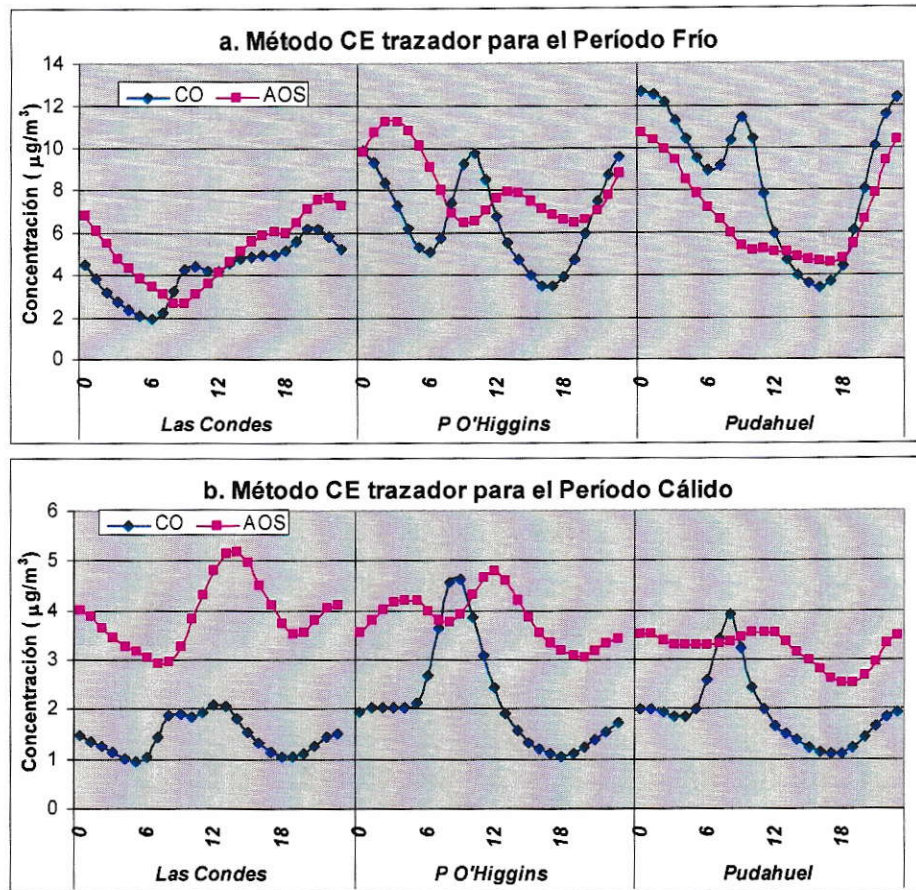 a. Método CE trazador para el Período Frío
CO AOS
Concentración ( µg/m³ )
14
12
10
8
6
4
2
0
0 6 12 18 0 6 12 18 0 6 12 18
Las Condes P O'Higgins Pudahuel
b. Método CE trazador para el Período Cálido
CO AOS
Concentración ( µg/m³ )
6
5
4
3
2
1
0
0 6 12 18 0 6 12 18 0 6 12 18
Las Condes P O'Higgins Pudahuel